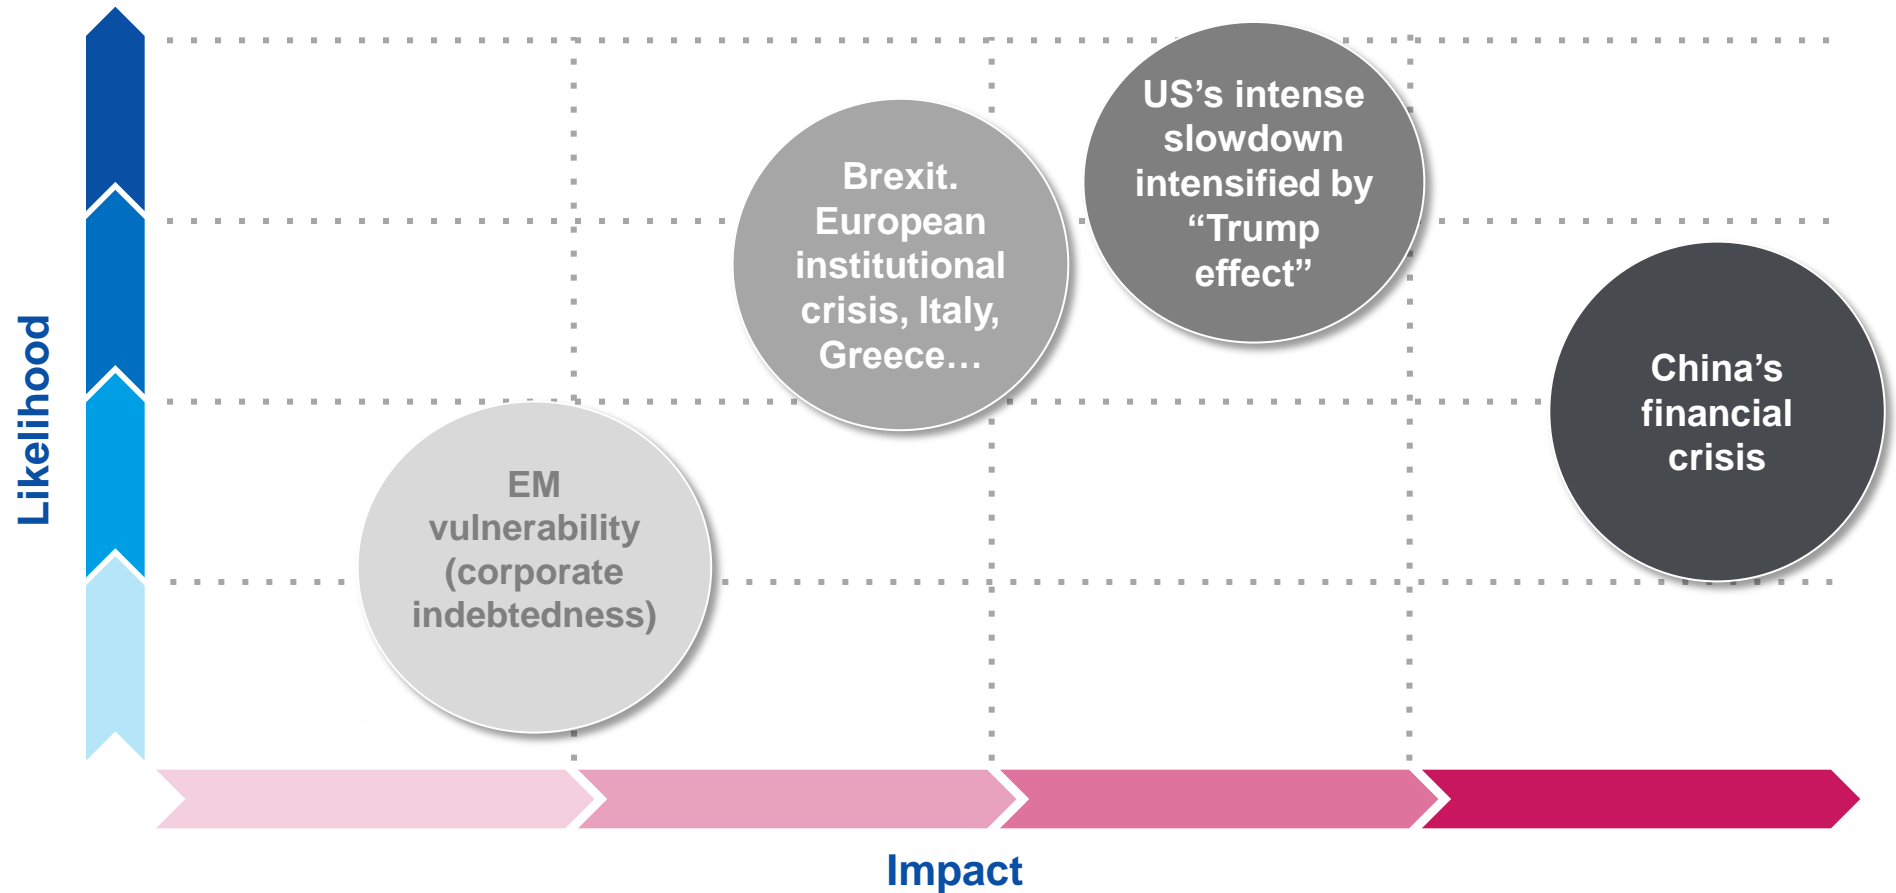 Likelihood
US’s intense
slowdown
intensified by
“Trump
effect”
Brexit.
European
institutional
crisis, Italy,
Greece…
China’s
financial
crisis
EM
vulnerability
(corporate
indebtedness)
Impact